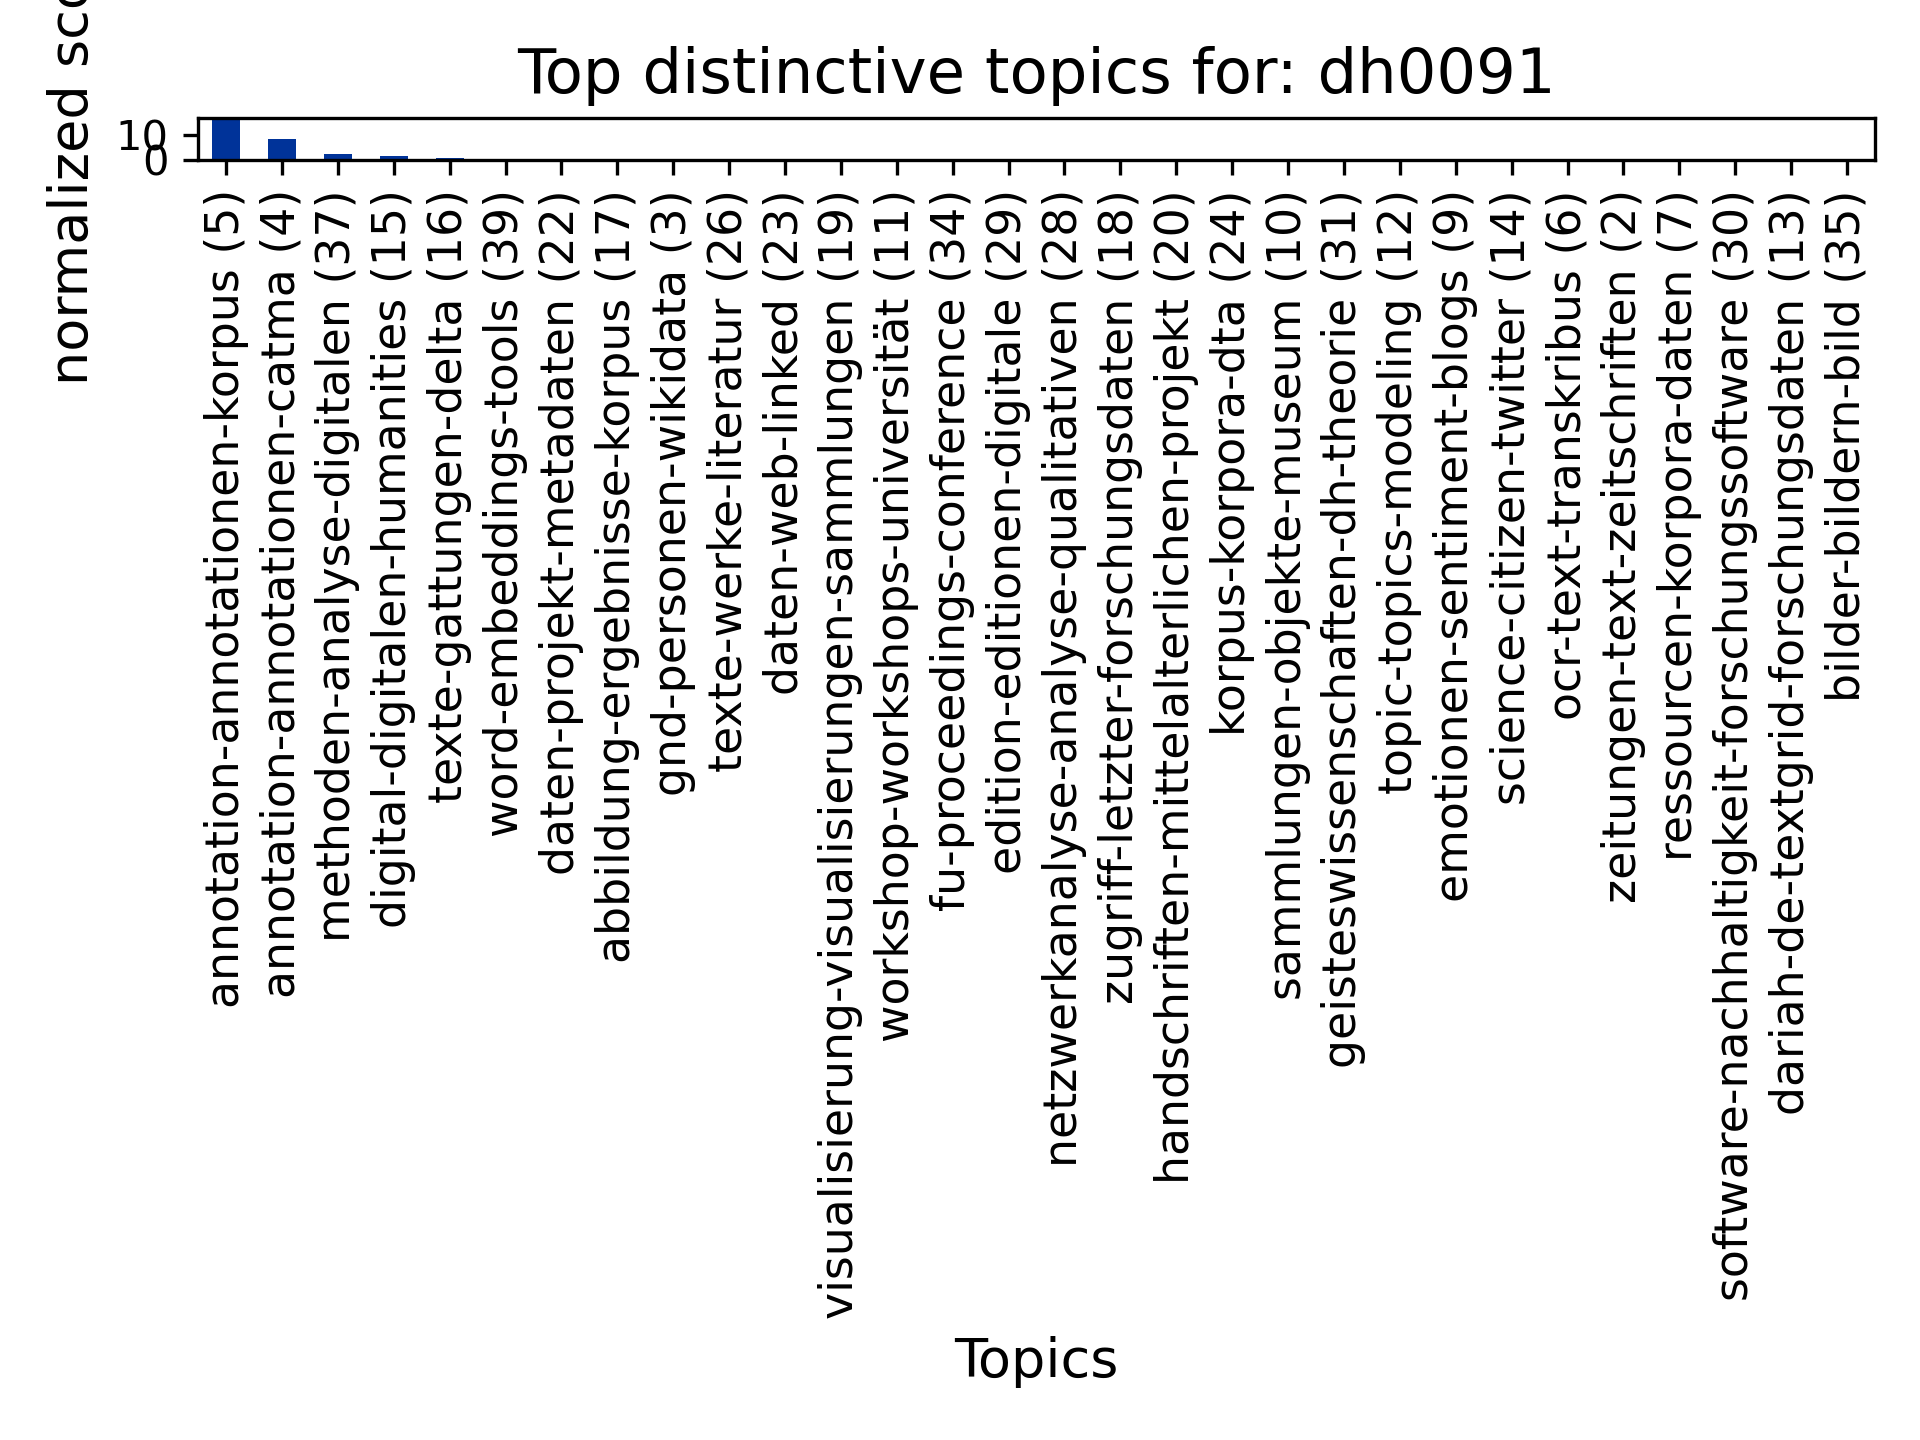 Top distinctive topics for: dh0091
normalized
10
0
annotation-annotationen-korpus (5)
annotation-annotationen-catma (4)
methoden-analyse-digitalen (37)
digital-digitalen-humanities (15)
texte-gattungen-delta (16)
word-embeddings-tools (39)
daten-projekt-metadaten (22)
abbildung-ergebnisse-korpus (17)
gnd-personen-wikidata (3)
texte-werke-literatur (26)
daten-web-linked (23)
visualisierung-visualisierungen-sammlungen (19)
workshop-workshops-universität (11)
fu-proceedings-conference (34)
edition-editionen-digitale (29)
netzwerkanalyse-analyse-qualitativen (28)
zugriff-letzter-forschungsdaten (18)
handschriften-mittelalterlichen-projekt (20)
korpus-korpora-dta (24)
sammlungen-objekte-museum (10)
geisteswissenschaften-dh-theorie (31)
topic-topics-modeling (12)
emotionen-sentiment-blogs (9)
science-citizen-twitter (14)
ocr-text-transkribus (6)
zeitungen-text-zeitschriften (2)
ressourcen-korpora-daten (7)
software-nachhaltigkeit-forschungssoftware (30)
dariah-de-textgrid-forschungsdaten (13)
bilder-bildern-bild (35)
Topics